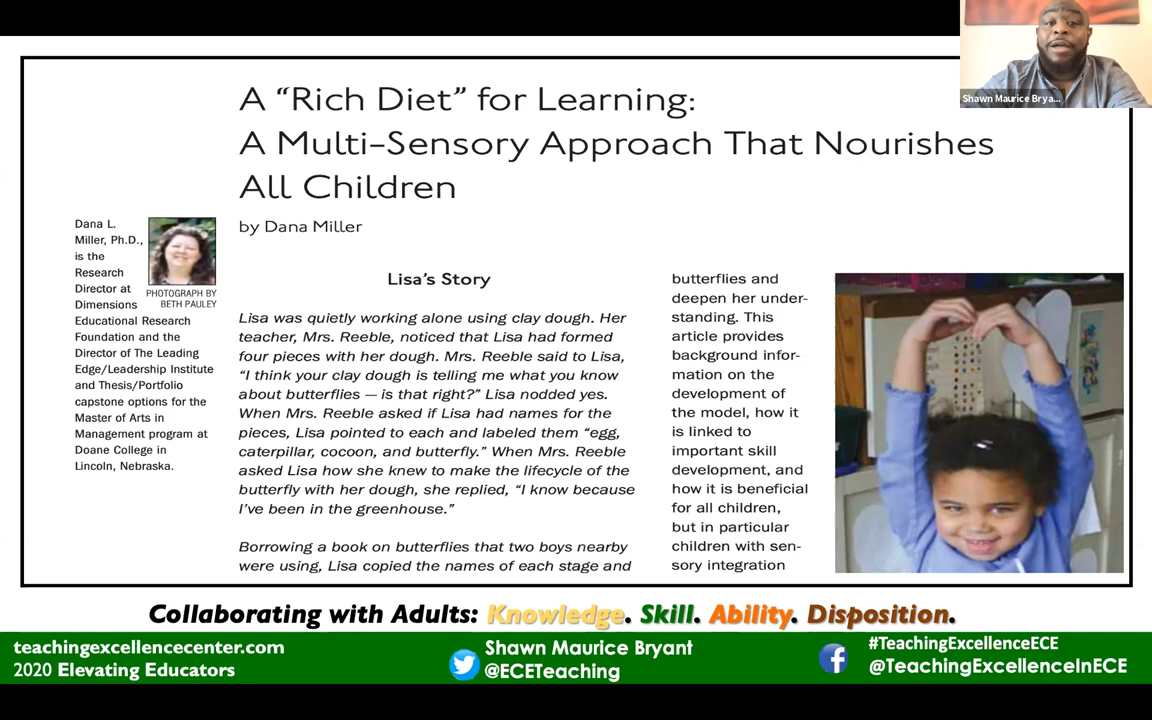 Shawn Maurice Brya...
A “Rich Diet” for Learning:
A Multi-Sensory Approach That Nourishes
All Children
by Dana Miller
Dana L.
Miller, Ph.D.,
is the
Research
Director at
Dimensions
Educational Research
Foundation and the
Director of The Leading
Edge/Leadership Institute
and Thesis/Portfolio
capstone options for the
Master of Arts in
Management program at
Doane College in
Lincoln, Nebraska.
PHOTOGRAPH BY
BETH PAULEY
Lisa’s Story
Lisa was quietly working alone using clay dough. Her
teacher, Mrs. Reeble, noticed that Lisa had formed
four pieces with her dough. Mrs. Reeble said to Lisa,
“I think your clay dough is telling me what you know
about butterflies — is that right?” Lisa nodded yes.
When Mrs. Reeble asked if Lisa had names for the
pieces, Lisa pointed to each and labeled them “egg,
caterpillar, cocoon, and butterfly.” When Mrs. Reeble
asked Lisa how she knew to make the lifecycle of the
butterfly with her dough, she replied, “I know because
I’ve been in the greenhouse.”
Borrowing a book on butterflies that two boys nearby
were using, Lisa copied the names of each stage and
butterflies and
deepen her under-
standing. This
article provides
background infor-
mation on the
development of
the model, how it
is linked to
important skill
development, and
how it is beneficial
for all children,
but in particular
children with sen-
sory integration
Collaborating with Adults: Knowledge. Skill. Ability. Disposition.
teachingexcellencecenter.com
2020 Elevating Educators
Shawn Maurice Bryant
@ECETeaching
#TeachingExcellenceECE
@TeachingExcellenceInECE